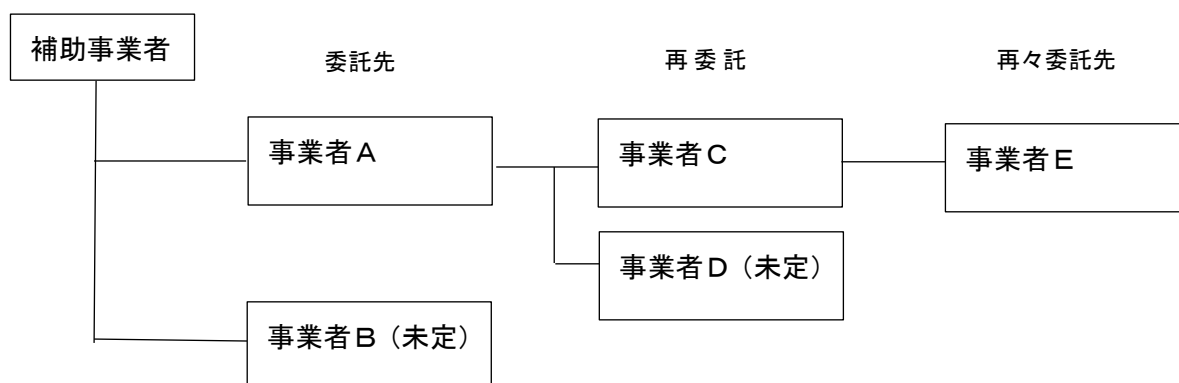 補助事業者
委託先
再委託
再々委託先
事業者A
事業者C
事業者E
事業者D（未定）
事業者B（未定）